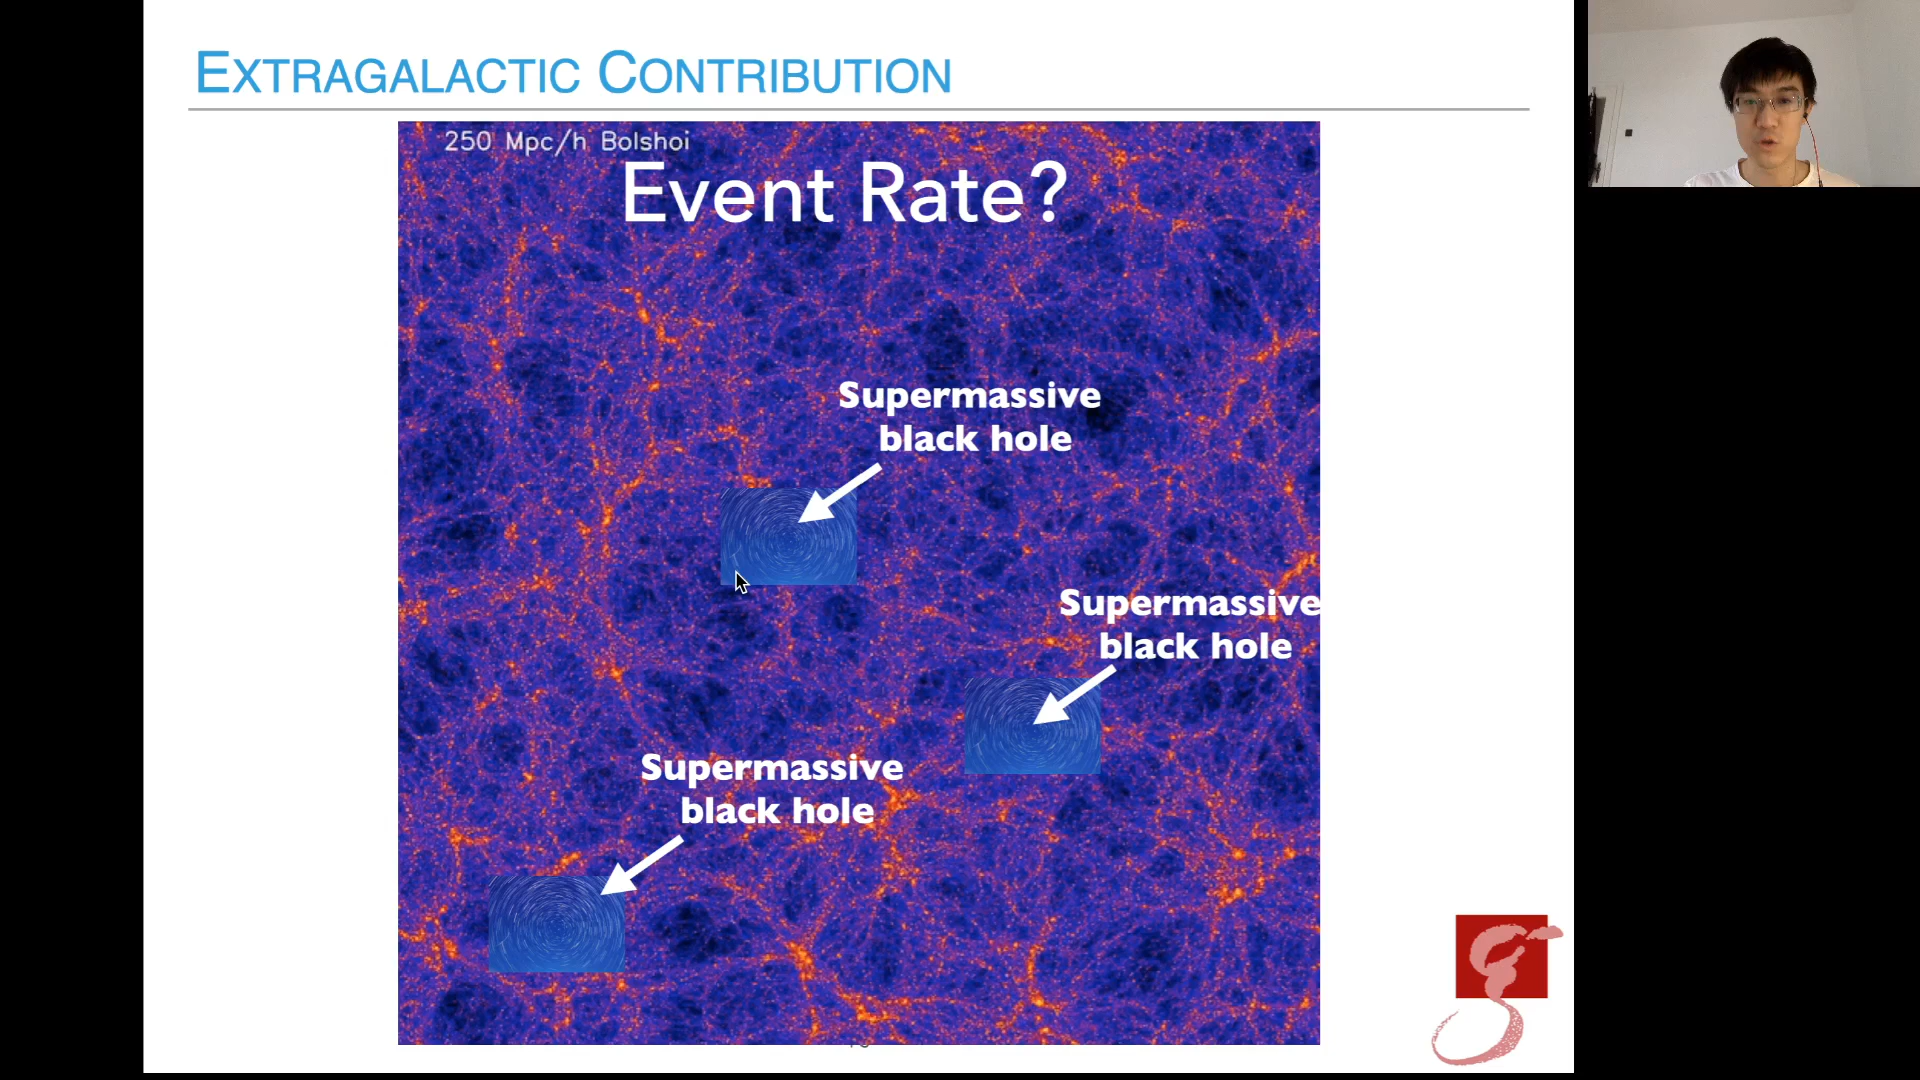 EXTRAGALACTIC CONTRIBUTION
250 Mpc/h Bolshoi
Event Rate?
Supermassive
black hole
Supermassive
black hole
Supermassive
black hole